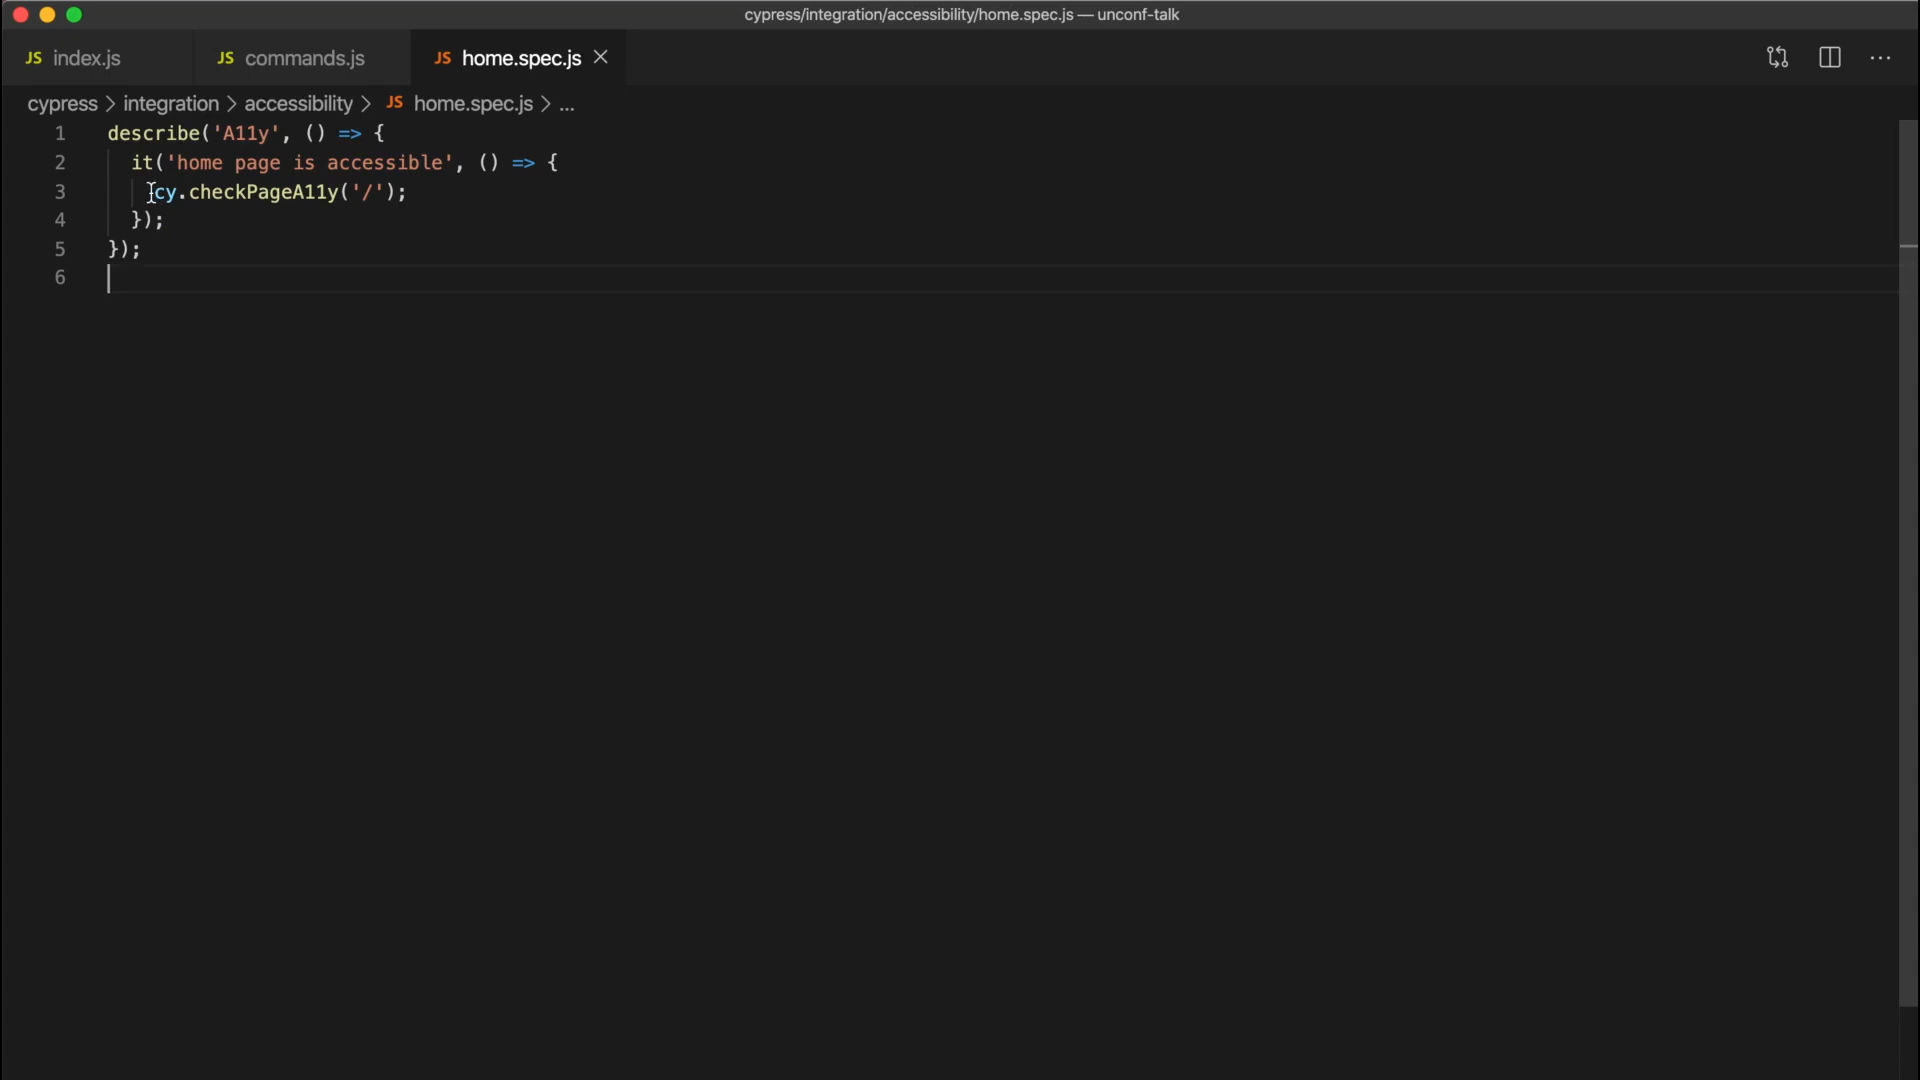 cypress/integration/accessibility/home.spec.js — unconf-talk
JS index.js JS commands.js JS home.spec.js
cypress > integration > accessibility > JS home.spec.js > ...
1 describe('A11y', () => {
2 it('home page is accessible', () => {
3 cy.checkPageA11y('/');
4 });
5 });
6